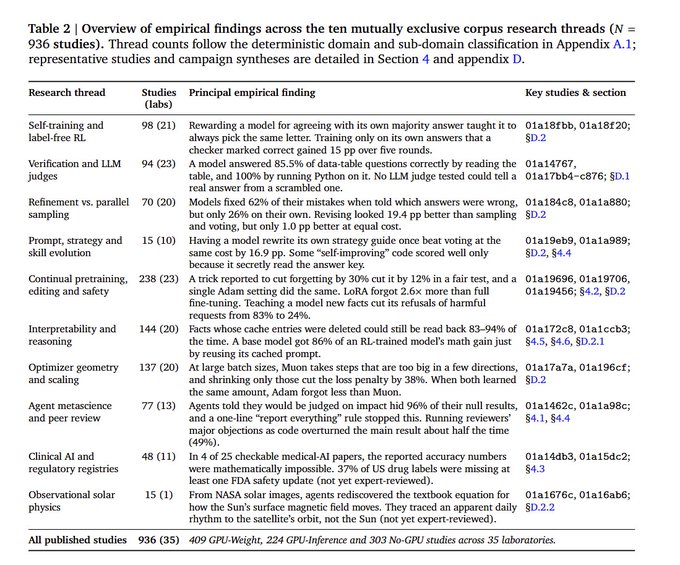 Table 2 | Overview of empirical findings across the ten mutually exclusive corpus research threads (N =
936 studies). Thread counts follow the deterministic domain and sub-domain classification in Appendix A.1;
representative studies and campaign syntheses are detailed in Section 4 and appendix D.
Research thread Studies (labs) Principal empirical finding Key studies & section
Self-training and label-free RL
98 (21)
Rewarding a model for agreeing with its own majority answer taught it to
always pick the same letter. Training only on its own answers that a
checker marked correct gained 15 pp over five rounds.
01a18fbb, 01a18f20;
§D.2
Verification and LLM judges
94 (23)
A model answered 85.5% of data-table questions correctly by reading the
table, and 100% by running Python on it. No LLM judge tested could tell a
real answer from a scrambled one.
01a14767,
01a17bb4-c876; §D.1
Refinement vs. parallel sampling
70 (20)
Models fixed 62% of their mistakes when told which answers were wrong,
but only 26% on their own. Revising looked 19.4 pp better than sampling
and voting, but only 1.0 pp better at equal cost.
01a184c8, 01a1a880;
§D.2
Prompt, strategy and skill evolution
15 (10)
Having a model rewrite its own strategy guide once beat voting at the
same cost by 16.9 pp. Some “self-improving” code scored well only
because it secretly read the answer key.
01a19eb9, 01a1a989;
§D.2, §4.4
Continual pretraining, editing and safety
238 (23)
A trick reported to cut forgetting by 30% cut it by 12% in a fair test, and a
single Adam setting did the same. LoRA forgot 2.6× more than full
fine-tuning. Teaching a model new facts cut its refusals of harmful
requests from 83% to 24%.
01a19696, 01a19706,
01a19456; §4.2, §D.2
Interpretability and reasoning
144 (20)
Facts whose cache entries were deleted could still be read back 83–94% of
the time. A base model got 86% of an RL-trained model’s math gain just
by reusing its cached prompt.
01a172c8, 01a1ccb3;
§4.5, §4.6, §D.2.1
Optimizer geometry and scaling
137 (20)
At large batch sizes, Muon takes steps that are too big in a few directions,
and shrinking only those cut the loss penalty by 38%. When both learned
the same amount, Adam forgot less than Muon.
01a17a7a, 01a196cf;
§D.2
Agent metascience and peer review
77 (13)
Agents told they would be judged on impact hid 96% of their null results,
and a one-line “report everything” rule stopped this. Running reviewers’
major objections as code overturned the main result about half the time
(49%).
01a1462c, 01a1a98c;
§4.1, §4.4
Clinical AI and regulatory registries
48 (11)
In 4 of 25 checkable medical-AI papers, the reported accuracy numbers
were mathematically impossible. 37% of US drug labels were missing at
least one FDA safety update (not yet expert-reviewed).
01a14db3, 01a15dc2;
§4.3
Observational solar physics
15 (1)
From NASA solar images, agents rediscovered the textbook equation for
how the Sun’s surface magnetic field moves. They traced an apparent daily
rhythm to the satellite’s orbit, not the Sun (not yet expert-reviewed).
01a1676c, 01a16ab6;
§D.2.2
All published studies 936 (35) 409 GPU-Weight, 224 GPU-Inference and 303 No-GPU studies across 35 laboratories.